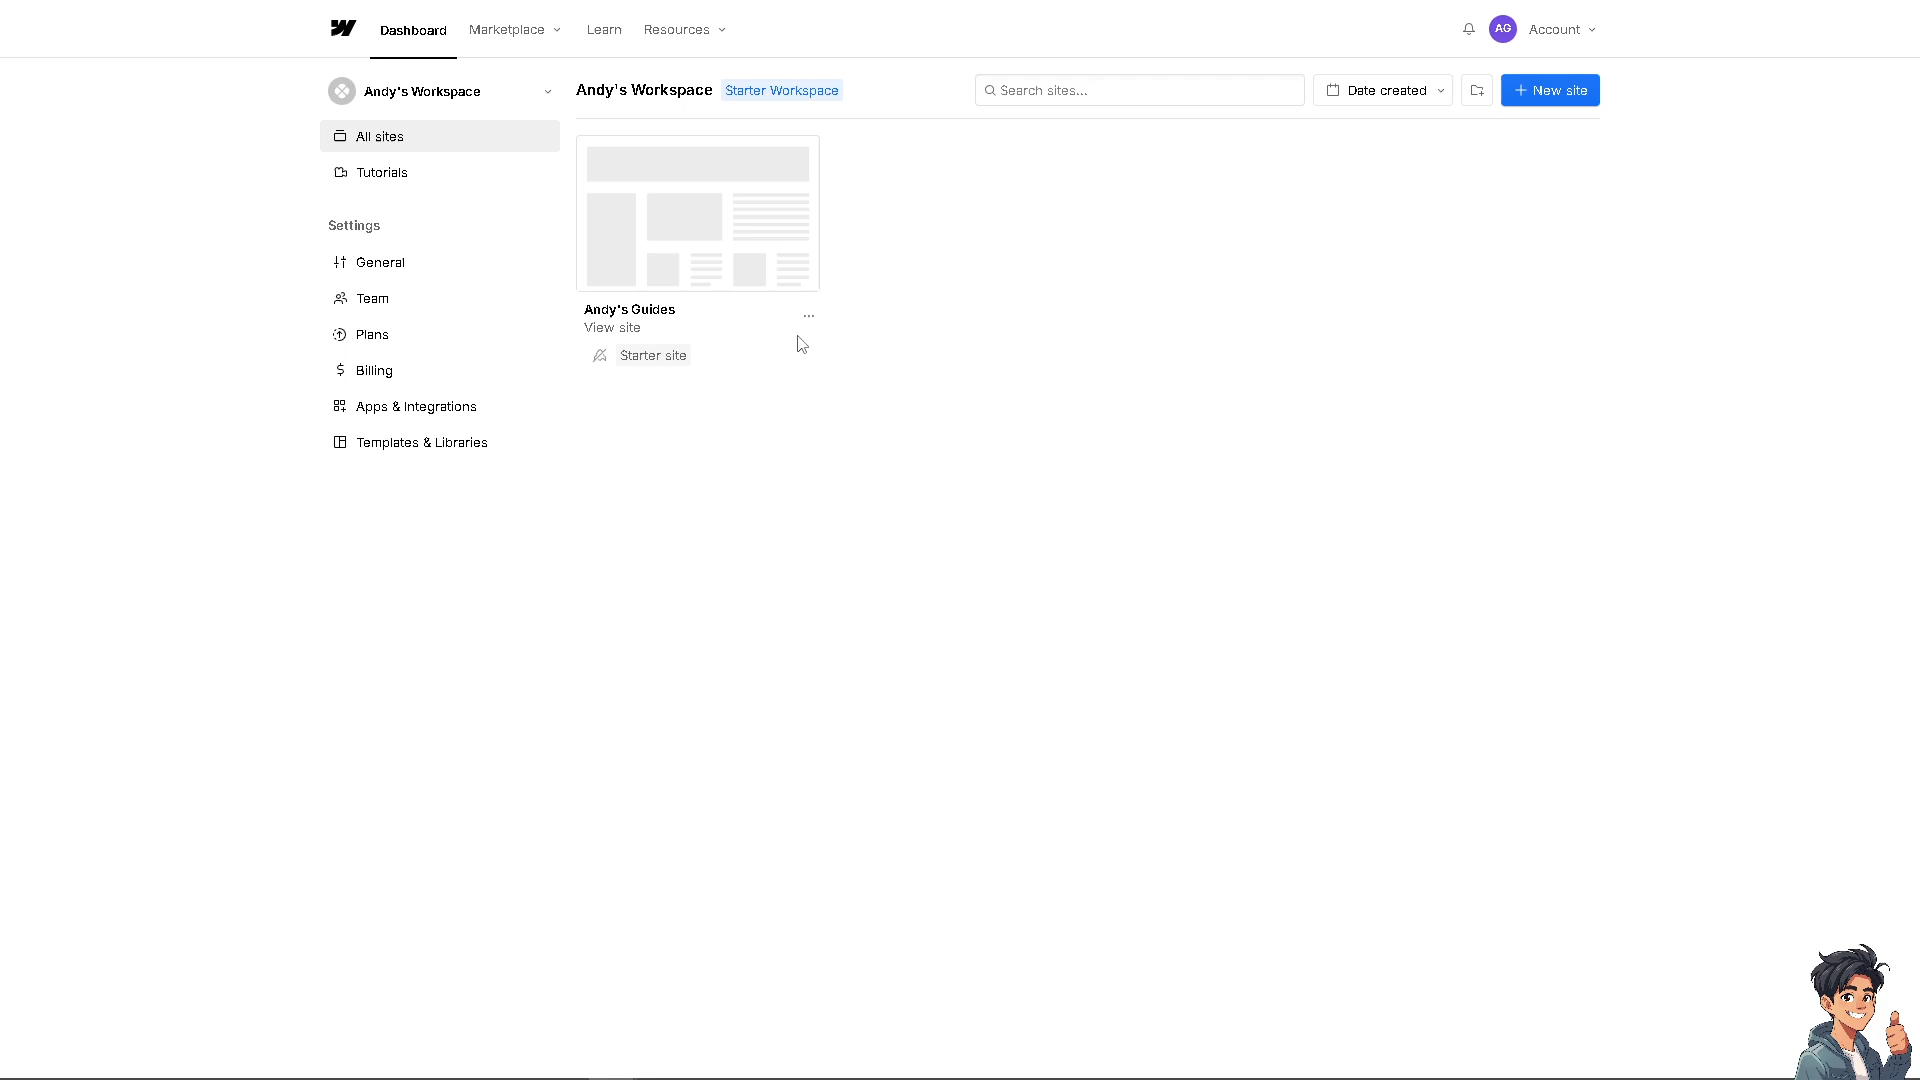 Dashboard
Marketplace
Learn
Resources
AG
Account
Andy's Workspace
Andy's Workspace
Starter Workspace
Search sites...
Date created
New site
All sites
Tutorials
Settings
General
Team
Plans
Billing
Apps & Integrations
Templates & Libraries
Andy's Guides
View site
Starter site